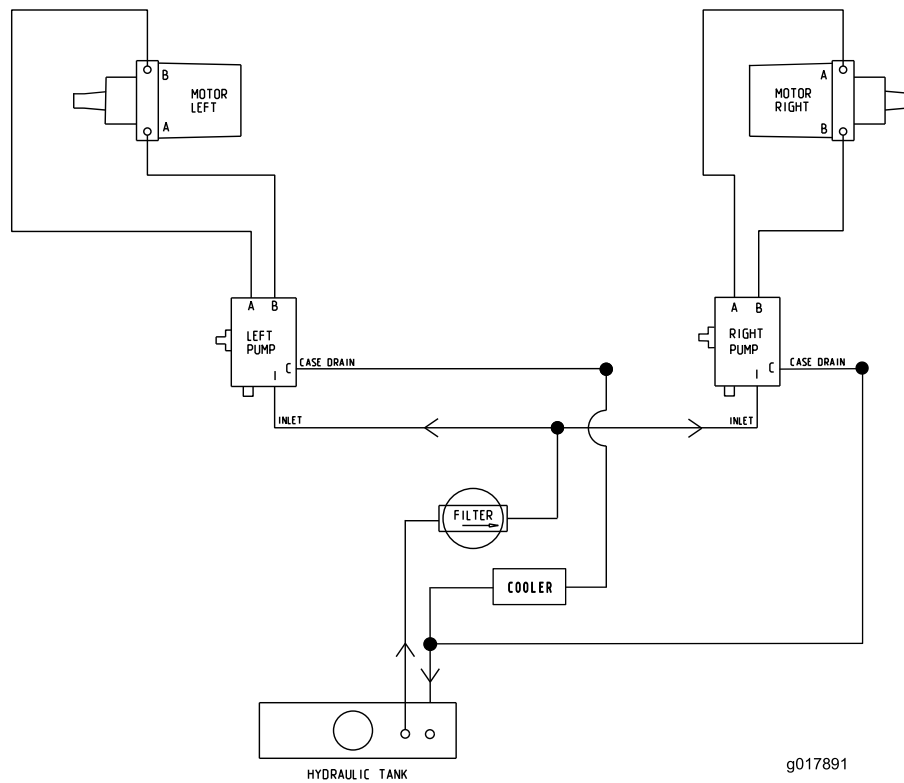 B
MOTOR
LEFT
A
A
MOTOR
RIGHT
B
A B
LEFT
PUMP
C
I
CASE DRAIN
INLET
A B
RIGHT
PUMP
C
I
CASE DRAIN
INLET
FILTER
COOLER
HYDRAULIC TANK
g017891